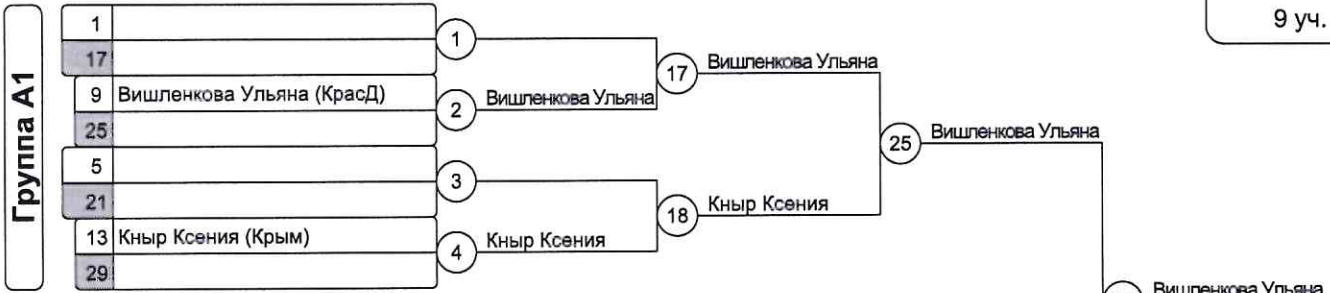 9 уч.
Группа А1
1
17
9 Вишленкова Ульяна (КрасД)
25
5
21
13 Кныр Ксения (Крым)
29
1
2 Вишленкова Ульяна
3
4 Кныр Ксения
17 Вишленкова Ульяна
18 Кныр Ксения
25 Вишленкова Ульяна
Вишленкова Ульяна